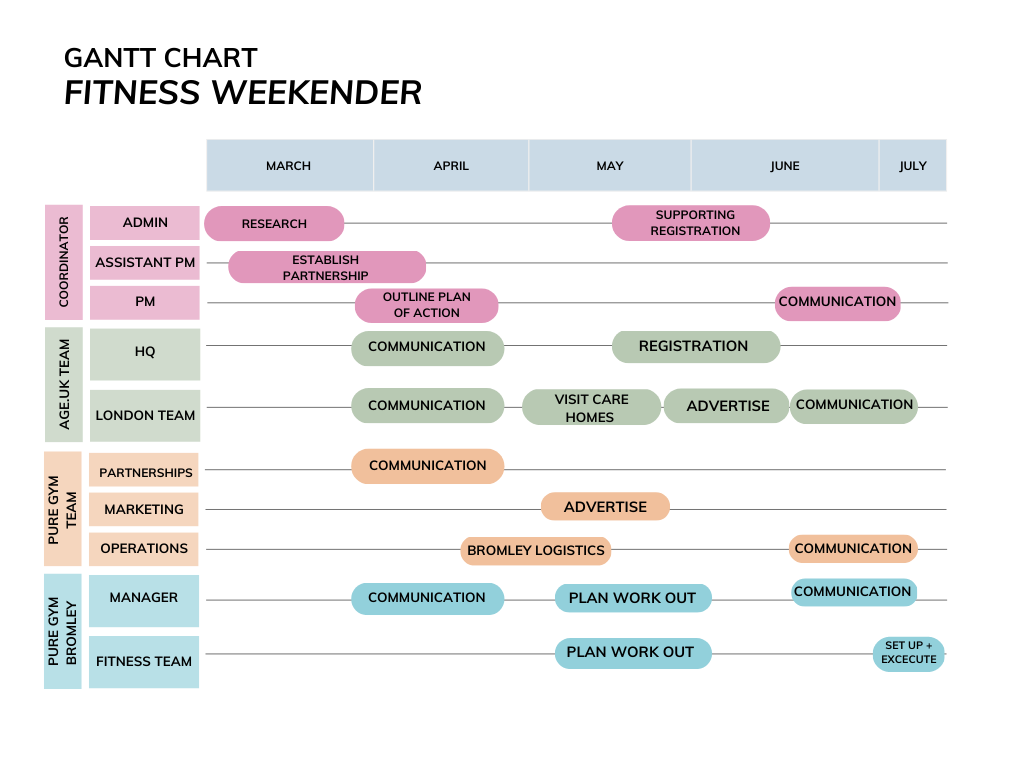 GANTT CHART
FITNESS WEEKENDER
MARCH APRIL MAY JUNE JULY
COORDINATOR
ADMIN
RESEARCH
SUPPORTING
REGISTRATION
ASSISTANT PM
ESTABLISH
PARTNERSHIP
PM
OUTLINE PLAN
OF ACTION
COMMUNICATION
AGE.UK TEAM
HQ
COMMUNICATION
REGISTRATION
LONDON TEAM
COMMUNICATION
VISIT CARE
HOMES
ADVERTISE
COMMUNICATION
PURE GYM
TEAM
PARTNERSHIPS
COMMUNICATION
MARKETING
ADVERTISE
OPERATIONS
BROMLEY LOGISTICS
COMMUNICATION
PURE GYM
BROMLEY
MANAGER
COMMUNICATION
PLAN WORK OUT
COMMUNICATION
FITNESS TEAM
PLAN WORK OUT
SET UP +
EXCECUTE